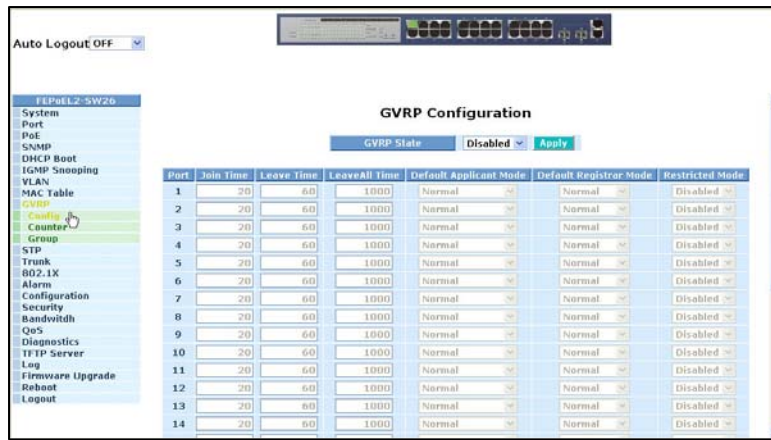 Auto Logout OFF
FEPoEL2-SW26
System
Port
PoE
SNMP
DHCP Boot
IGMP Snooping
VLAN
MAC Table
GVRP
Config
Counter
Group
STP
Trunk
802.1X
Alarm
Configuration
Security
Bandwitdh
QoS
Diagnostics
TFTP Server
Log
Firmware Upgrade
Reboot
Logout
GVRP Configuration
GVRP State Disabled Apply
Port Join Time Leave Time LeaveAll Time Default Applicant Mode Default Registrar Mode Restricted Mode
1 20 60 1000 Normal Normal Disabled
2 20 60 1000 Normal Normal Disabled
3 20 60 1000 Normal Normal Disabled
4 20 60 1000 Normal Normal Disabled
5 20 60 1000 Normal Normal Disabled
6 20 60 1000 Normal Normal Disabled
7 20 60 1000 Normal Normal Disabled
8 20 60 1000 Normal Normal Disabled
9 20 60 1000 Normal Normal Disabled
10 20 60 1000 Normal Normal Disabled
11 20 60 1000 Normal Normal Disabled
12 20 60 1000 Normal Normal Disabled
13 20 60 1000 Normal Normal Disabled
14 20 60 1000 Normal Normal Disabled